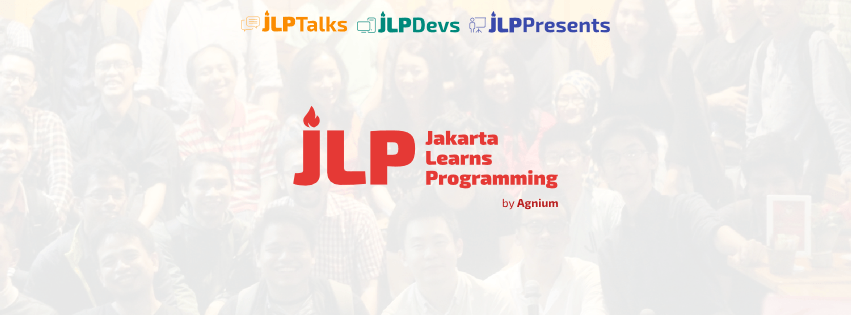 JLPTalks JLPDevs JLPPresents
JLP
Jakarta
Learns
Programming
by Agnium